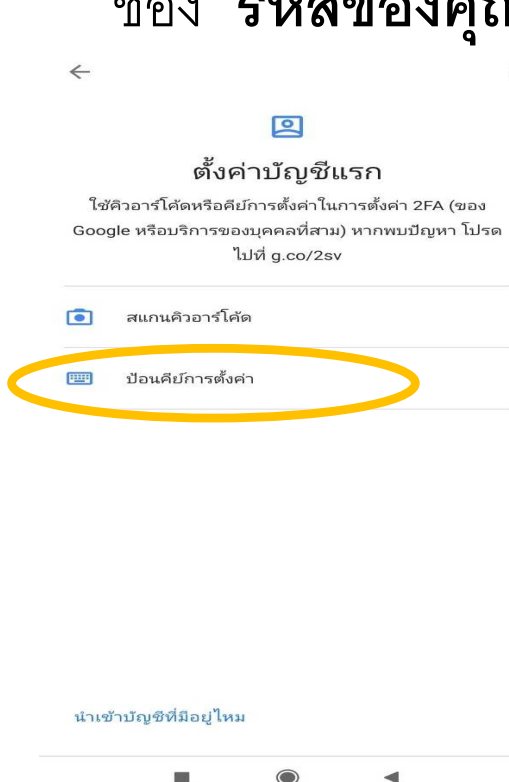 ช่อง รหัสของคุณ
ตั้งค่าบัญชีแรก
ใช้คิวอาร์โค้ดหรือคีย์การตั้งค่าในการตั้งค่า 2FA (ของ
Google หรือบริการของบุคคลที่สาม) หากพบปัญหา โปรด
ไปที่ g.co/2sv
สแกนคิวอาร์โค้ด
ป้อนคีย์การตั้งค่า
นำเข้าบัญชีที่มีอยู่ไหม